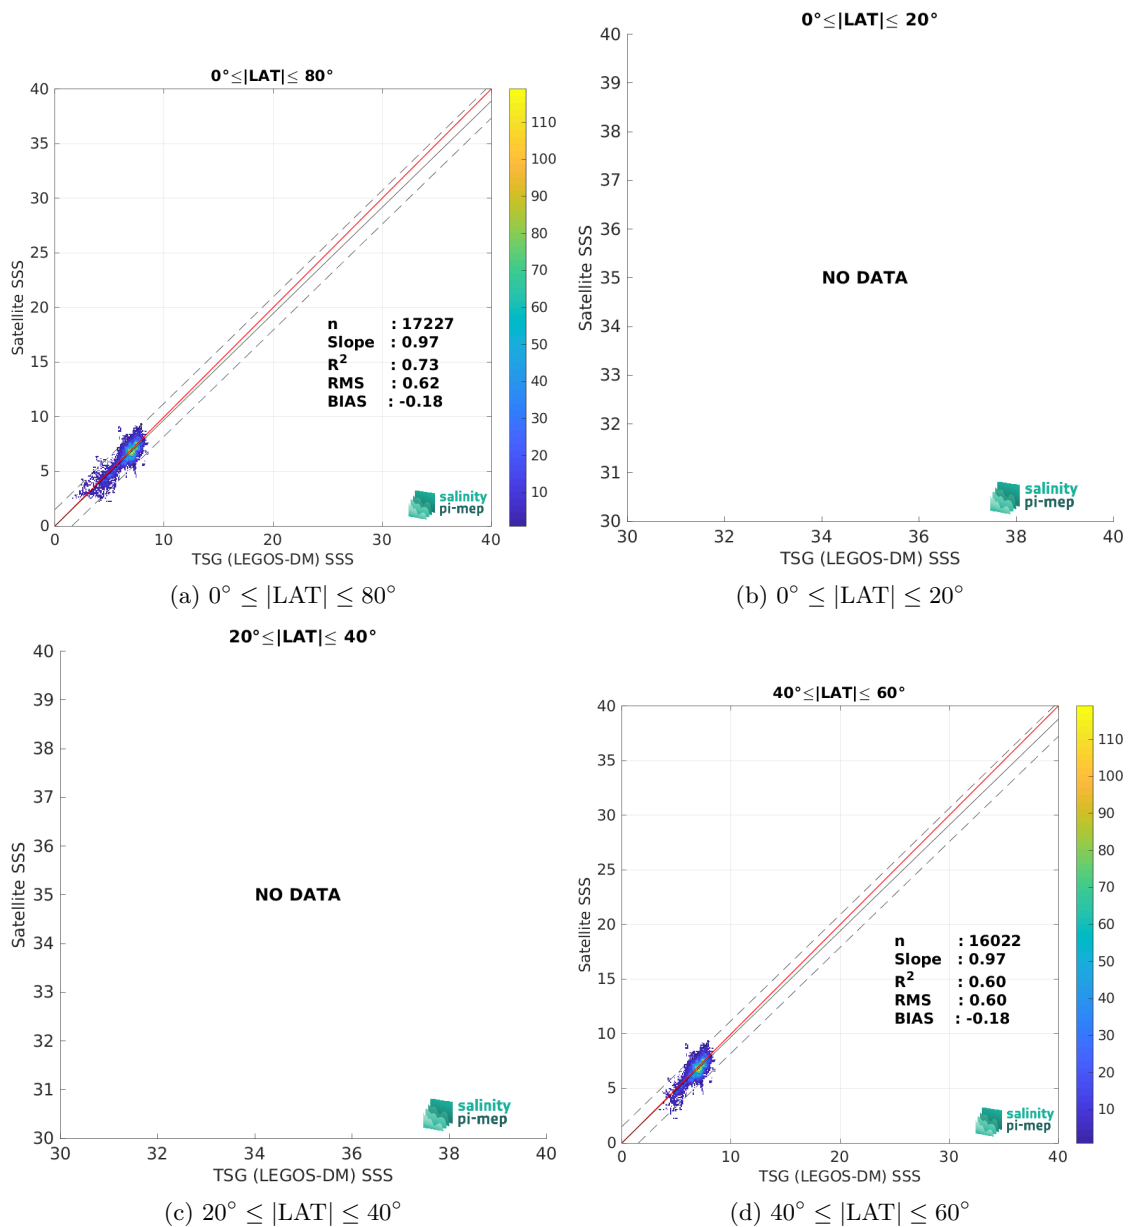 0°≤|LAT|≤ 80°
40
35
30
25
20
15
10
5
0
Satellite SSS
n : 17227
Slope : 0.97
R2 : 0.73
RMS : 0.62
BIAS : -0.18
salinity
pi-mep
0 10 20 30 40
TSG (LEGOS-DM) SSS
110
100
90
80
70
60
50
40
30
20
10
(a) 0° ≤ |LAT| ≤ 80°
0°≤|LAT|≤ 20°
40
39
38
37
36
35
34
33
32
31
30
Satellite SSS
NO DATA
salinity
pi-mep
30 32 34 36 38 40
TSG (LEGOS-DM) SSS
(b) 0° ≤ |LAT| ≤ 20°
20°≤|LAT|≤ 40°
40
39
38
37
36
35
34
33
32
31
30
Satellite SSS
NO DATA
salinity
pi-mep
30 32 34 36 38 40
TSG (LEGOS-DM) SSS
(c) 20° ≤ |LAT| ≤ 40°
40°≤|LAT|≤ 60°
40
35
30
25
20
15
10
5
0
Satellite SSS
n : 16022
Slope : 0.97
R2 : 0.60
RMS : 0.60
BIAS : -0.18
salinity
pi-mep
0 10 20 30 40
TSG (LEGOS-DM) SSS
110
100
90
80
70
60
50
40
30
20
10
(d) 40° ≤ |LAT| ≤ 60°